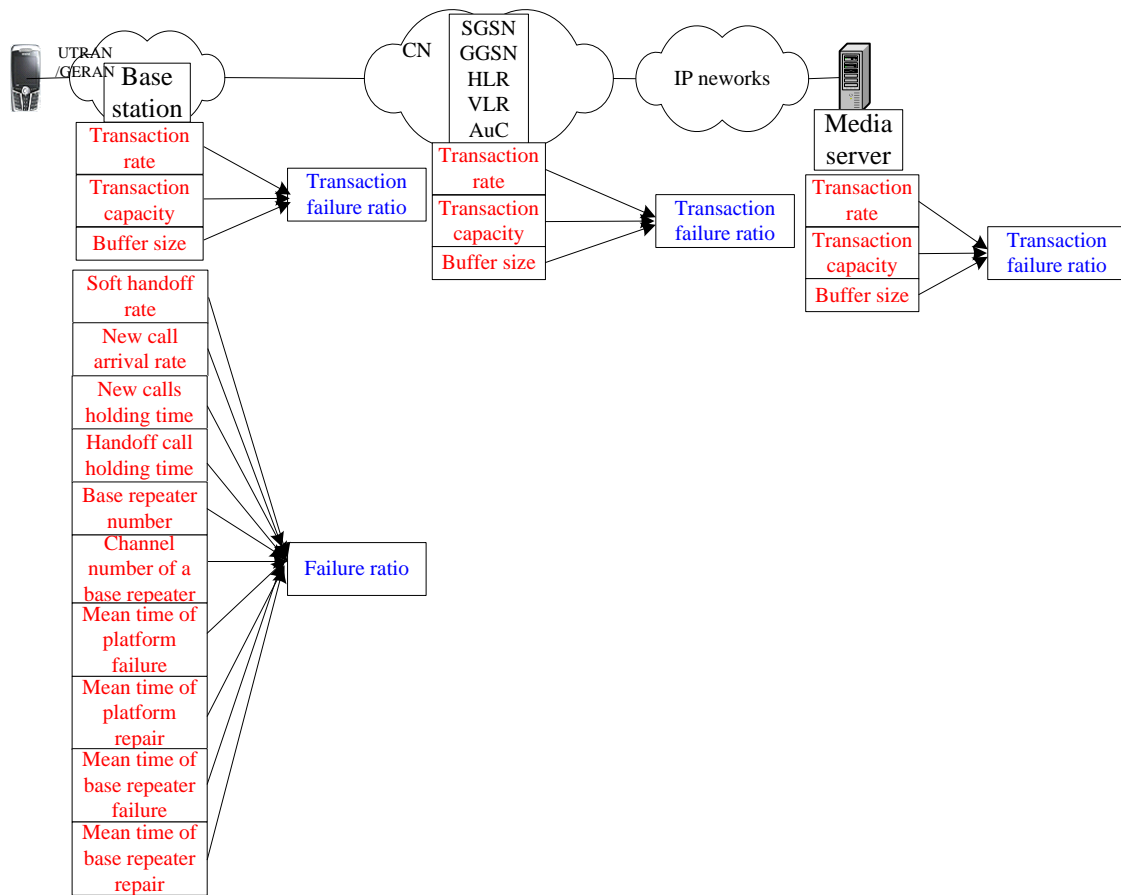 UTRAN
/GERAN
Base
station
CN
SGSN
GGSN
HLR
VLR
AuC
IP neworks
Media
server
Transaction
rate
Transaction
capacity
Buffer size
Transaction
failure ratio
Transaction
rate
Transaction
capacity
Buffer size
Transaction
failure ratio
Transaction
rate
Transaction
capacity
Buffer size
Transaction
failure ratio
Soft handoff
rate
New call
arrival rate
New calls
holding time
Handoff call
holding time
Base repeater
number
Channel
number of a
base repeater
Mean time of
platform
failure
Mean time of
platform
repair
Mean time of
base repeater
failure
Mean time of
base repeater
repair
Failure ratio